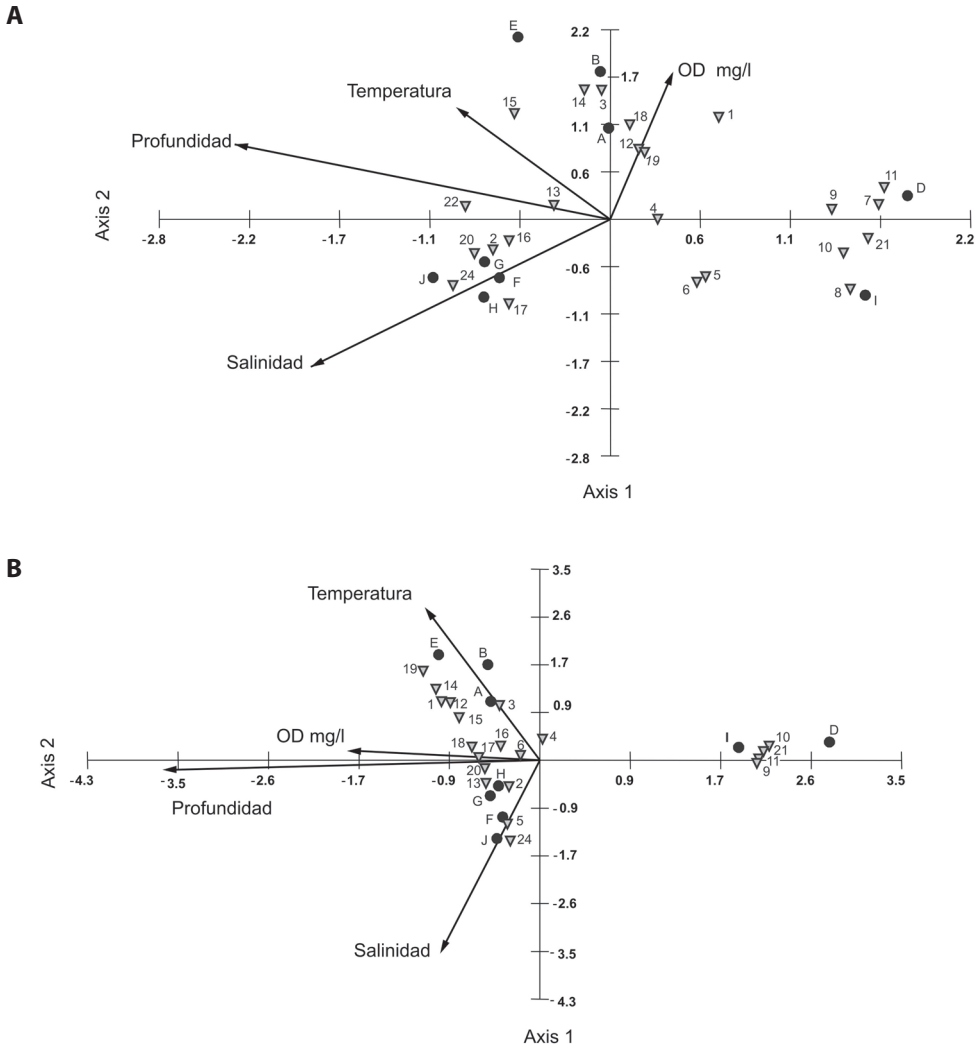 A
E
2.2
B
1.7
OD mg/l
Temperatura
14
3
15
18
1
1.1
A
12
19
Profundidad
0.6
11
D
13
22
9
7
4
Axis 2
-2.8
-2.2
-1.7
-1.1
0.6
1.1
2.2
20
2
16
21
10
G
-0.6
J
24
F
5
6
8
I
H
17
-1.1
Salinidad
-1.7
-2.2
-2.8
Axis 1
B
3.5
Temperatura
2.6
E
B
1.7
19
14
A
1
12
3
0.9
15
OD mg/l
18
17
16
6
4
I
10
D
21
11
9
Axis 2
-4.3
-3.5
-2.6
-1.7
-0.9
0.9
1.7
2.6
3.5
20
13
H
2
Profundidad
G
-0.9
F
5
J
24
-1.7
-2.6
Salinidad
-3.5
-4.3
Axis 1